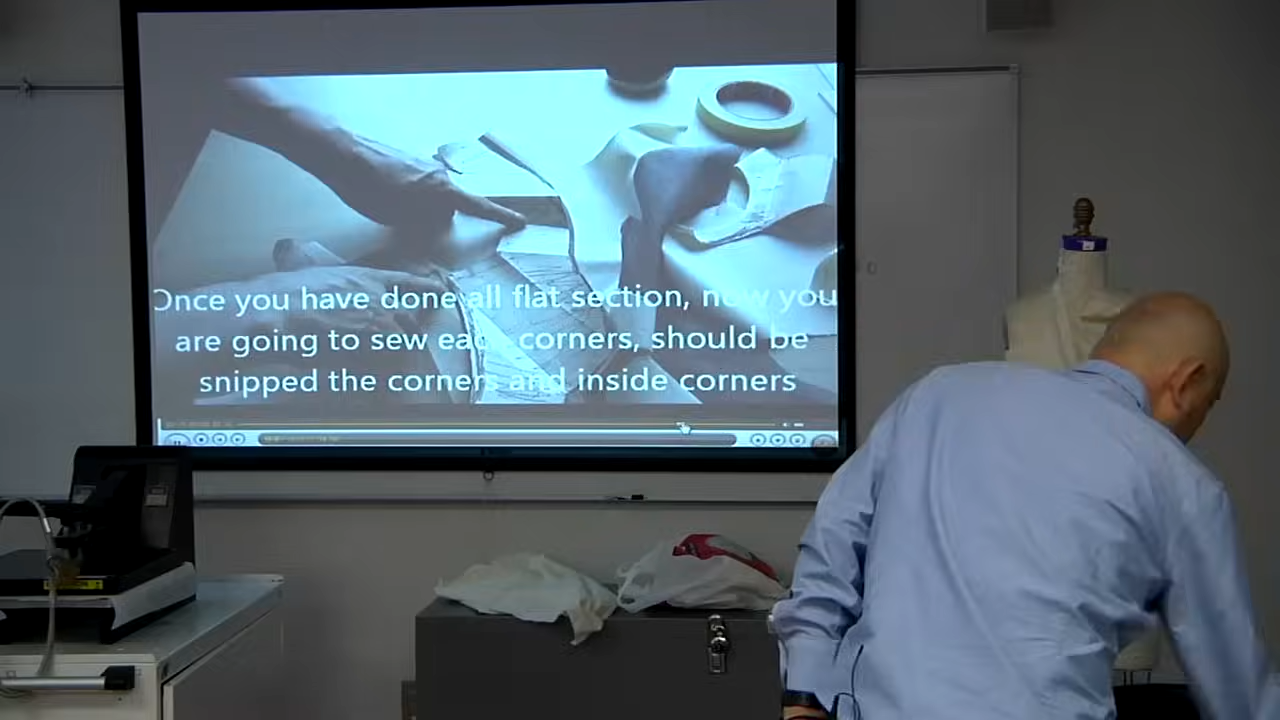 Once you have done all flat section, now you
are going to sew each corners, should be
snipped the corners and inside corners